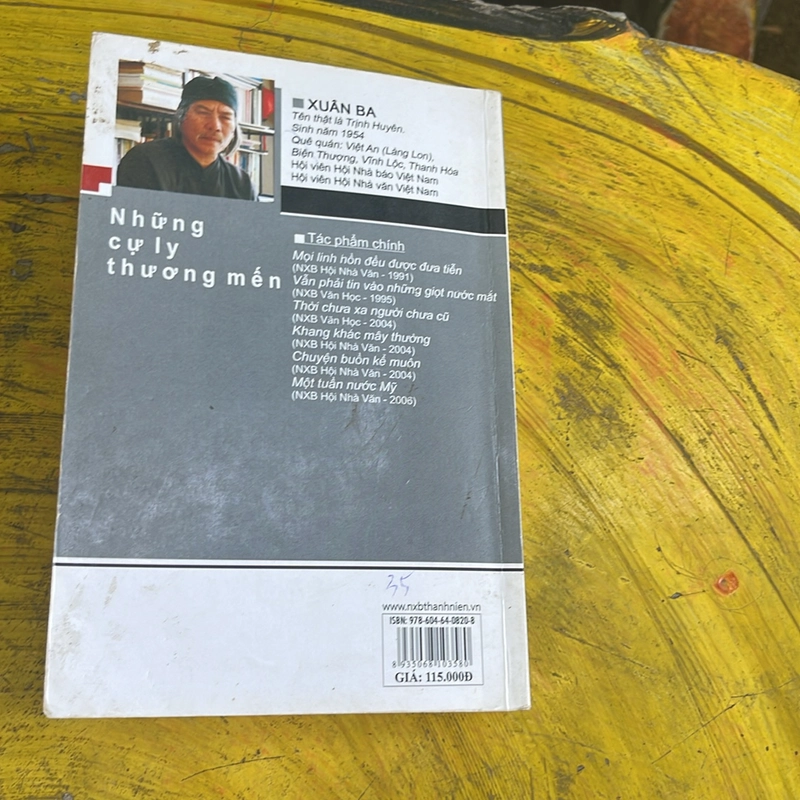 XUÂN BA
Tên thật là Trịnh Huyên.
Sinh năm 1954
Quê quán: Việt An (Làng Lon),
Biện Thượng, Vĩnh Lộc, Thanh Hóa
Hội viên Hội Nhà báo Việt Nam
Hội viên Hội Nhà văn Việt Nam
Những
cự ly
thương mến
Tác phẩm chính
Mọi linh hồn đều được đưa tiễn
(NXB Hội Nhà Văn - 1991)
Vẫn phải tin vào những giọt nước mắt
(NXB Văn Học - 1995)
Thời chưa xa người chưa cũ
(NXB Văn Học - 2004)
Khang khác mây thường
(NXB Hội Nhà Văn - 2004)
Chuyện buồn kể muôn
(NXB Hội Nhà Văn - 2004)
Một tuần nước Mỹ
(NXB Hội Nhà Văn - 2006)
35
www.nxbthanhnien.vn
ISBN: 978-604-64-0820-8
8 935068 103580
GIÁ: 115.000Đ